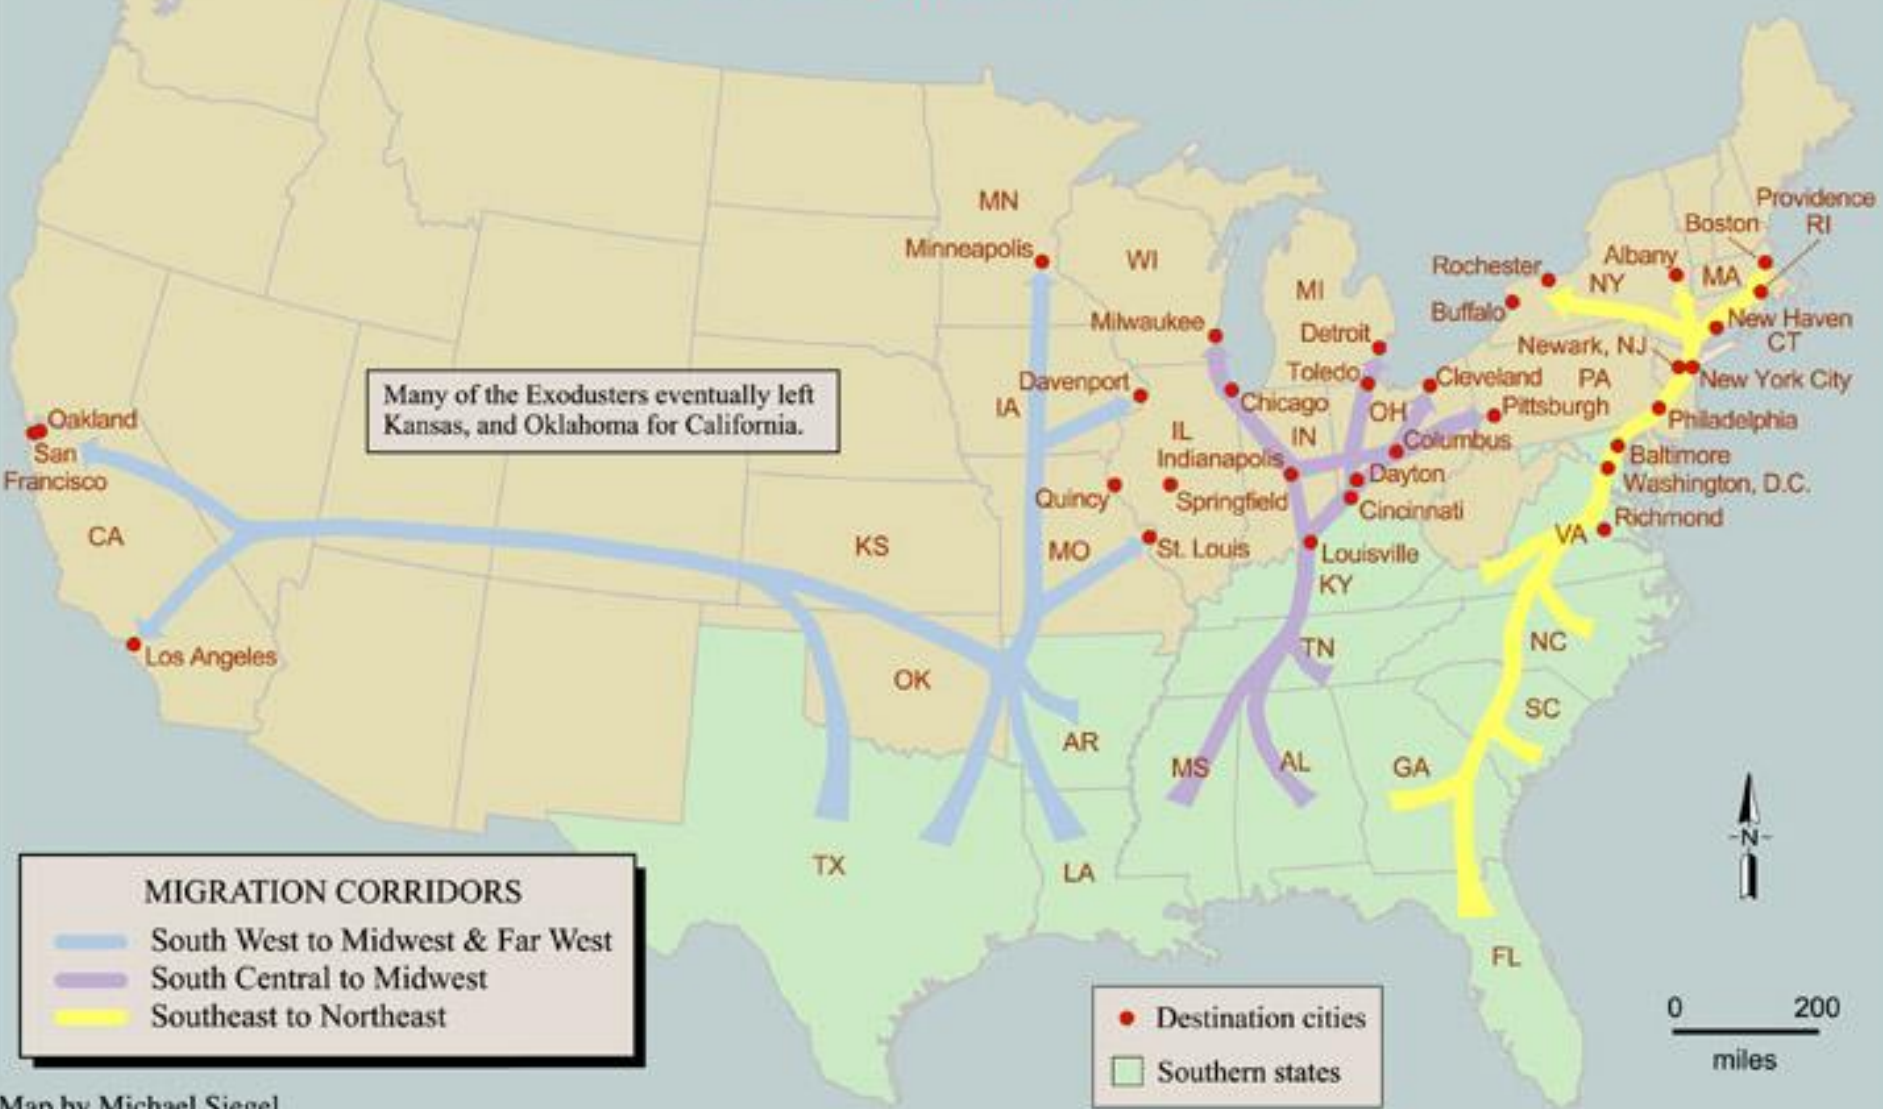 MN
Minneapolis
WI
MI
Milwaukee
Detroit
Toledo
Davenport
IA
Chicago
Cleveland
OH
Pittsburgh
IL
IN
Indianapolis
Columbus
Dayton
Quincy
Springfield
Cincinnati
MO
St. Louis
Louisville
KY
Providence
RI
Boston
Albany
Rochester
NY
MA
Buffalo
New Haven
CT
Newark, NJ
PA
New York City
Philadelphia
Baltimore
Washington, D.C.
Richmond
VA
Many of the Exodusters eventually left
Kansas, and Oklahoma for California.
Oakland
San
Francisco
CA
Los Angeles
KS
OK
TN
NC
SC
AR
MS
AL
GA
TX
LA
FL
N
MIGRATION CORRIDORS
South West to Midwest & Far West
South Central to Midwest
Southeast to Northeast
Destination cities
Southern states
0 200
miles
Map by Michael Siegel